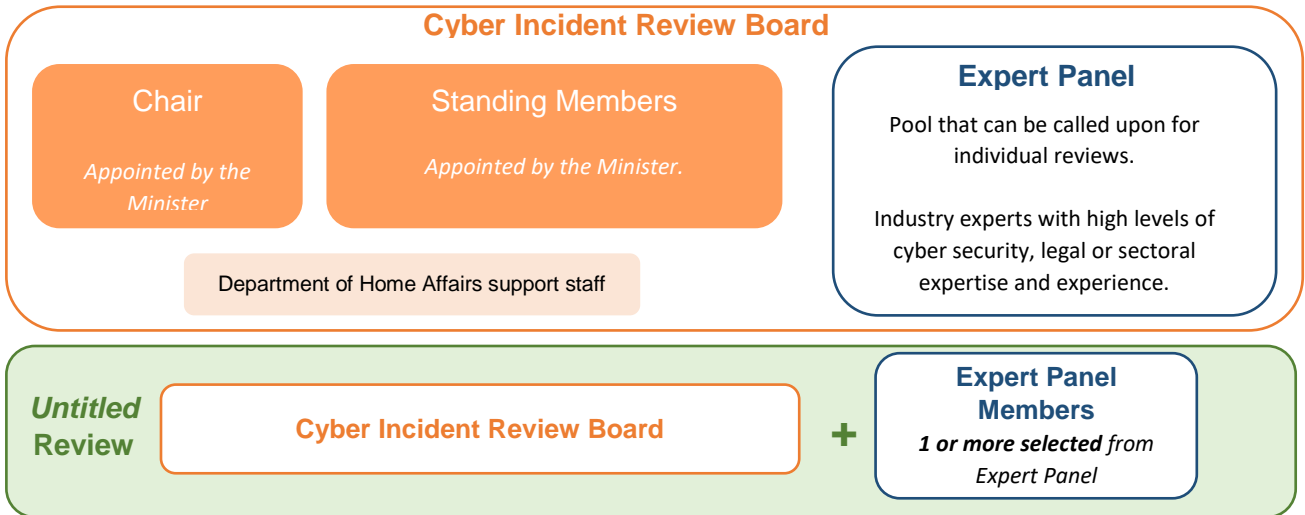 Cyber Incident Review Board
Chair
Appointed by the
Minister
Standing Members
Appointed by the Minister.
Department of Home Affairs support staff
Expert Panel
Pool that can be called upon for
individual reviews.
Industry experts with high levels of
cyber security, legal or sectoral
expertise and experience.
Untitled
Review
Cyber Incident Review Board
+
Expert Panel
Members
1 or more selected from
Expert Panel